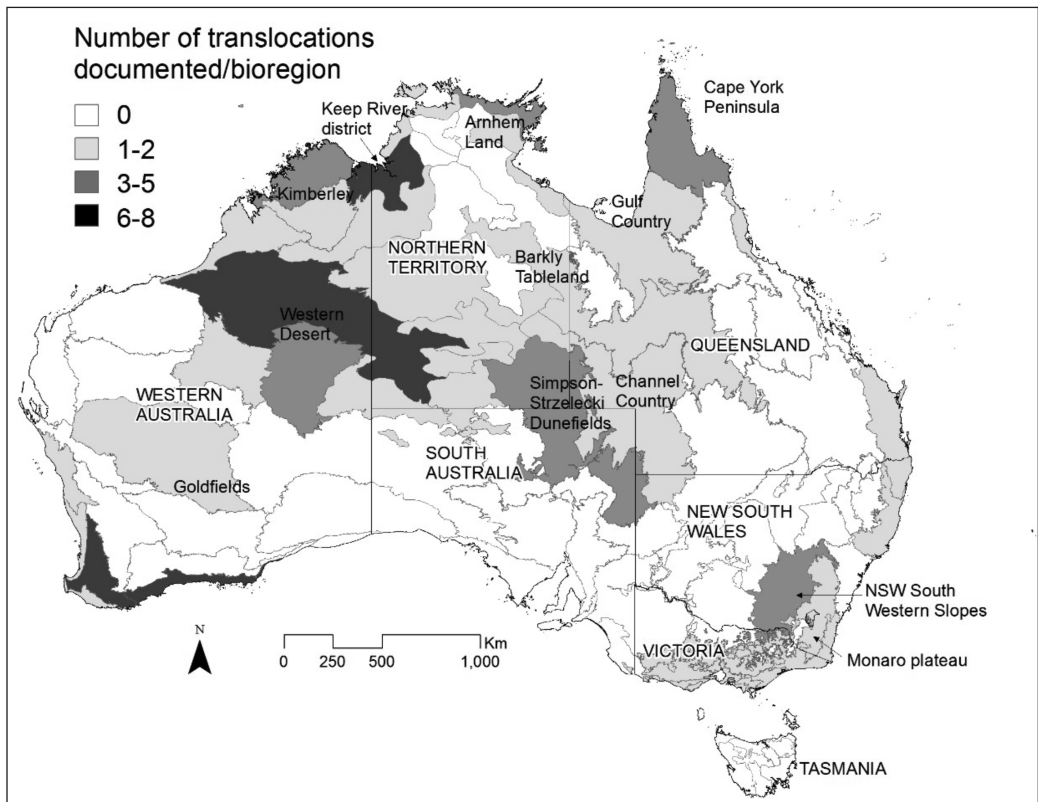 Number of translocations
documented/bioregion
0
1-2
3-5
6-8
Keep River
district
Arnhem
Land
Cape York
Peninsula
Kimberley
Gulf
Country
NORTHERN
TERRITORY
Barkly
Tableland
Western
Desert
QUEENSLAND
Simpson-
Strzelecki
Dunefields
Channel
Country
WESTERN
AUSTRALIA
SOUTH
AUSTRALIA
Goldfields
NEW SOUTH
WALES
NSW South
Western Slopes
N
Km
0 250 500 1,000
VICTORIA
Monaro plateau
TASMANIA